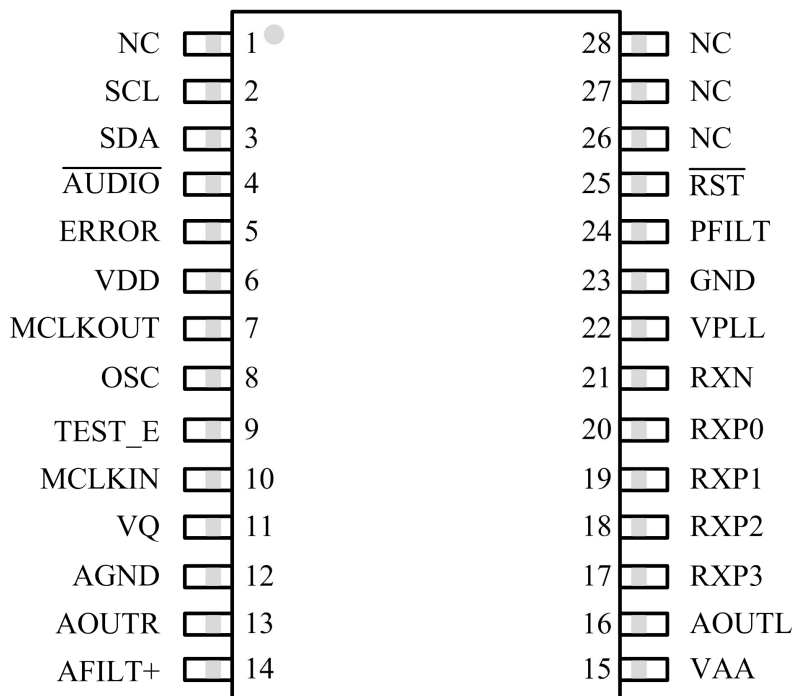 NC 1 28 NC
SCL 2 27 NC
SDA 3 26 NC
AUDIO 4 25 RST
ERROR 5 24 PFILT
VDD 6 23 GND
MCLKOUT 7 22 VPLL
OSC 8 21 RXN
TEST_E 9 20 RXP0
MCLKIN 10 19 RXP1
VQ 11 18 RXP2
AGND 12 17 RXP3
AOUTR 13 16 AOUTL
AFILT+ 14 15 VAA